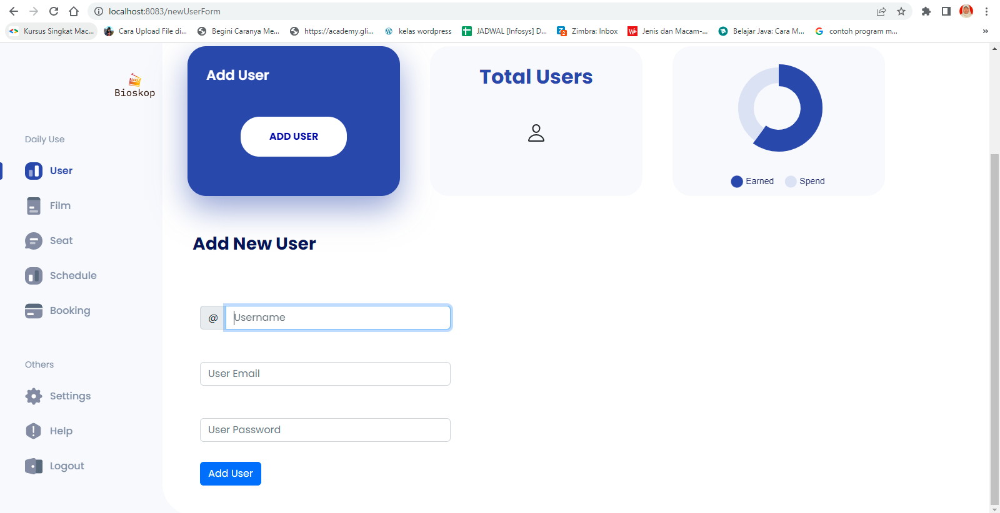 localhost:8083/newUserForm
Kursus Singkat Mac...
Cara Upload File di...
Begini Caranya Me...
https://academy.gli...
kelas wordpress
JADWAL [Infosys] D...
Zimbra: Inbox
Jenis dan Macam-...
Belajar Java: Cara M...
contoh program m...
»
Bioskop
Daily Use
User
Film
Seat
Schedule
Booking
Others
Settings
Help
Logout
Add User
ADD USER
Total Users
Earned
Spend
Add New User
@
Username
User Email
User Password
Add User